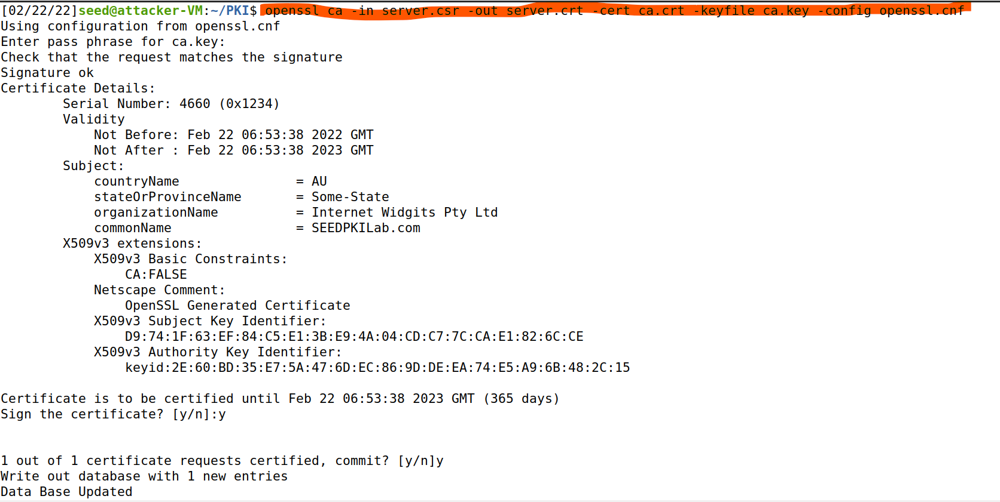 [02/22/22]seed@attacker-VM:~/PKI$ openssl ca -in server.csr -out server.crt -cert ca.crt -keyfile ca.key -config openssl.cnf
Using configuration from openssl.cnf
Enter pass phrase for ca.key:
Check that the request matches the signature
Signature ok
Certificate Details:
        Serial Number: 4660 (0x1234)
        Validity
            Not Before: Feb 22 06:53:38 2022 GMT
            Not After : Feb 22 06:53:38 2023 GMT
        Subject:
            countryName               = AU
            stateOrProvinceName       = Some-State
            organizationName          = Internet Widgits Pty Ltd
            commonName                = SEEDPKILab.com
        X509v3 extensions:
            X509v3 Basic Constraints:
                CA:FALSE
            Netscape Comment:
                OpenSSL Generated Certificate
            X509v3 Subject Key Identifier:
                D9:74:1F:63:EF:84:C5:E1:3B:E9:4A:04:CD:C7:7C:CA:E1:82:6C:CE
            X509v3 Authority Key Identifier:
                keyid:2E:60:BD:35:E7:5A:47:6D:EC:86:9D:DE:EA:74:E5:A9:6B:48:2C:15
Certificate is to be certified until Feb 22 06:53:38 2023 GMT (365 days)
Sign the certificate? [y/n]:y
1 out of 1 certificate requests certified, commit? [y/n]y
Write out database with 1 new entries
Data Base Updated